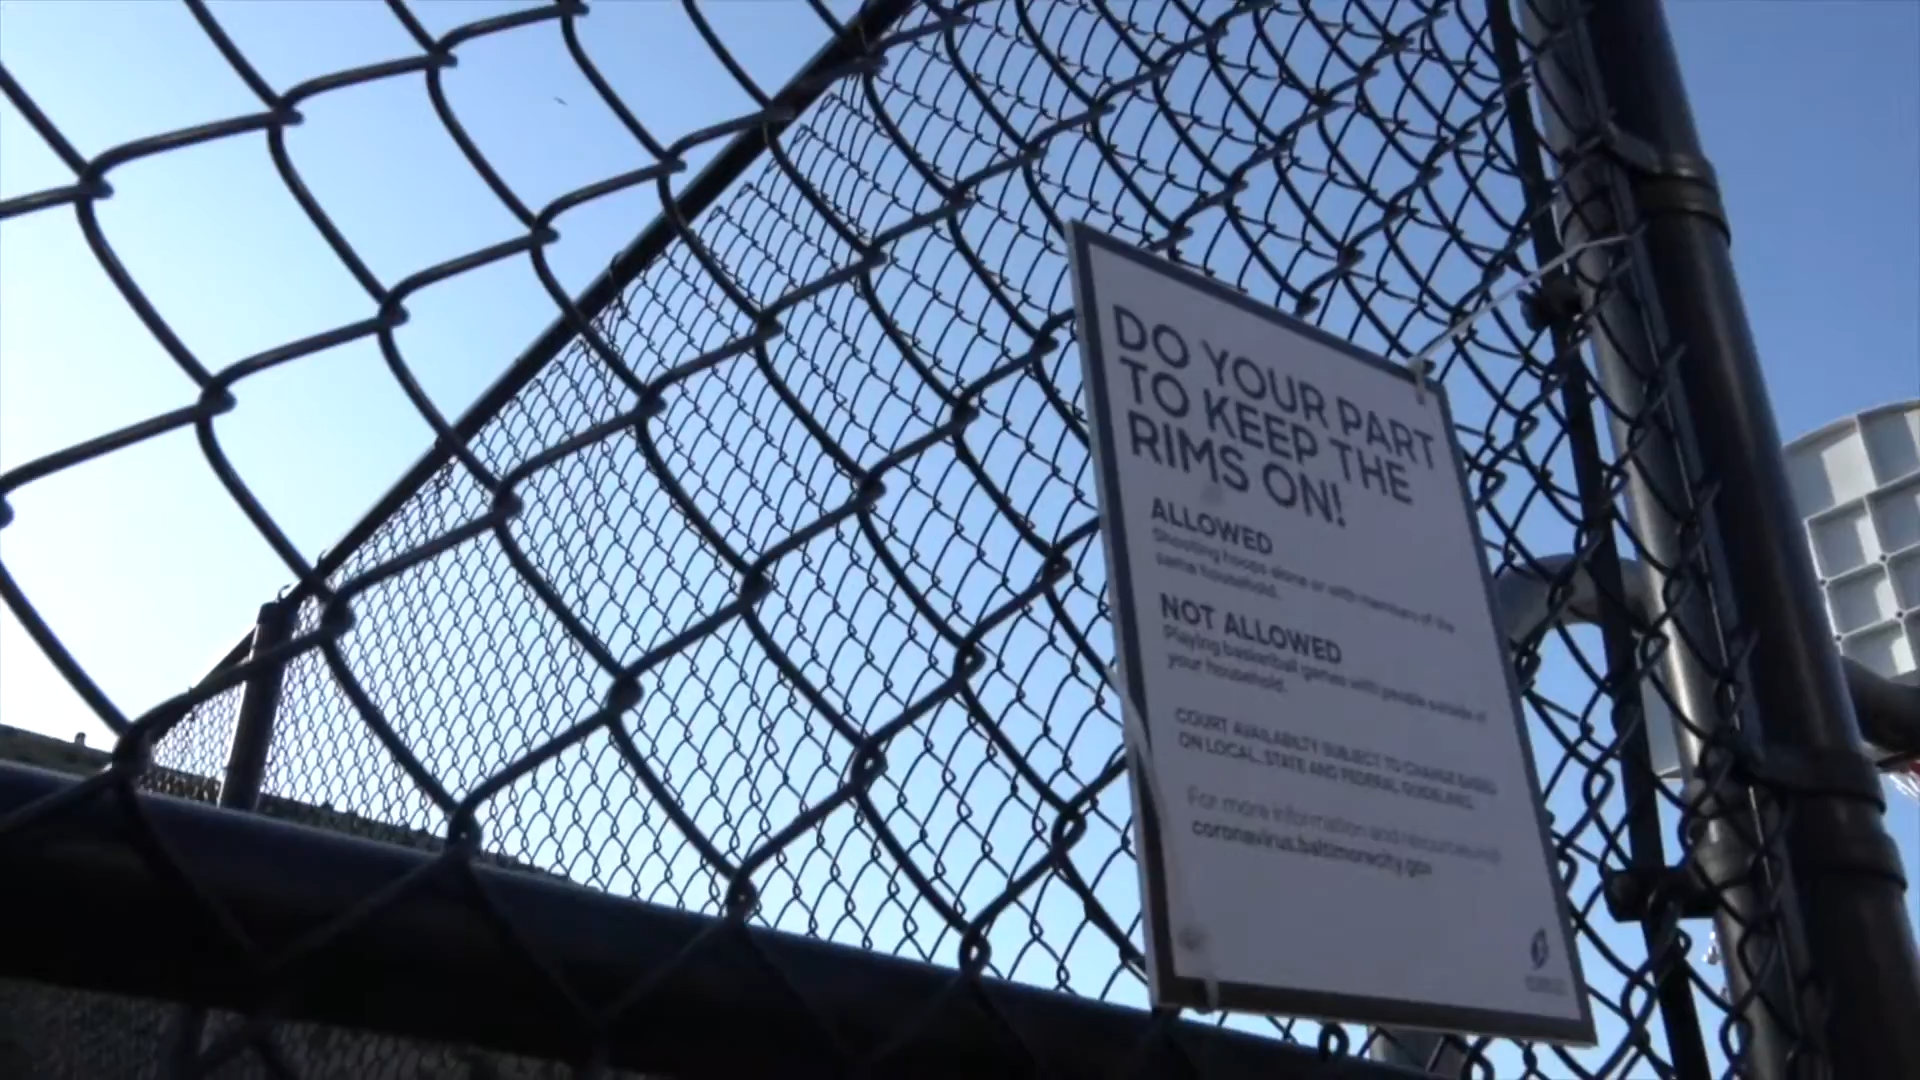 DO YOUR PART
TO KEEP THE
RIMS ON!
ALLOWED
Shooting hoops alone or with members of the
same household.
NOT ALLOWED
Playing basketball games with people outside of
your household.
COURT AVAILABILTY SUBJECT TO CHANGE BASED
ON LOCAL, STATE AND FEDERAL GUIDELINES.
For more information and resources visit
coronavirus.baltimorecity.gov